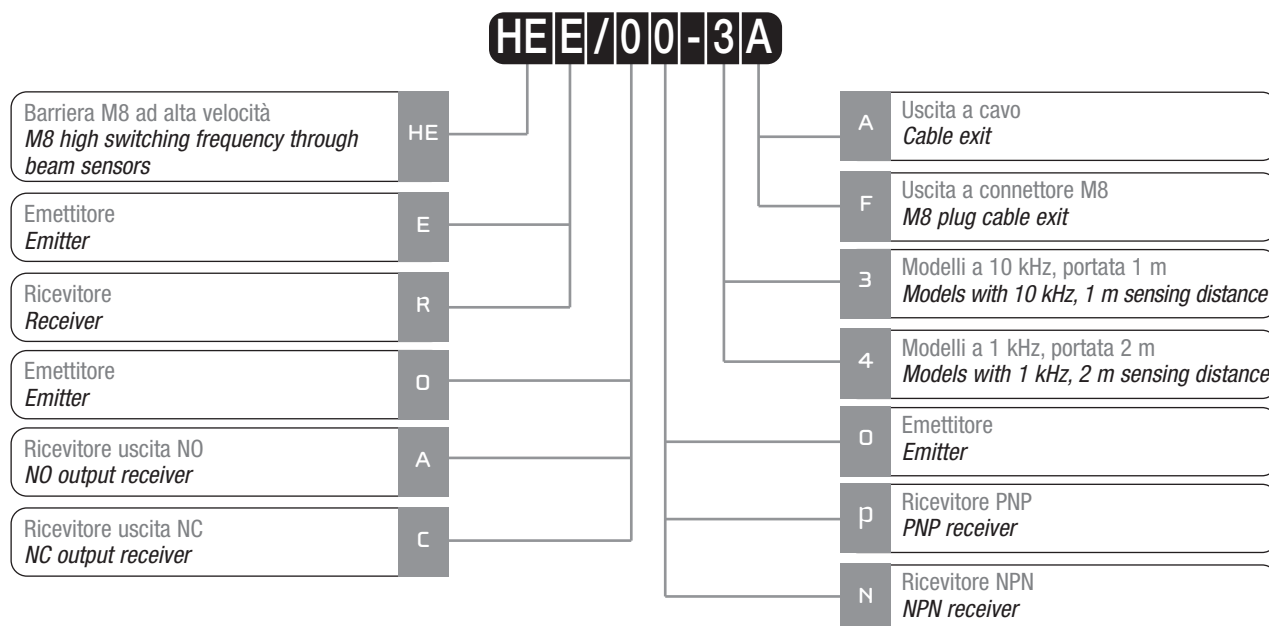 HEE/00-3A
Barriera M8 ad alta velocità
M8 high switching frequency through
beam sensors
HE
Emettitore
Emitter
E
Ricevitore
Receiver
R
Emettitore
Emitter
0
Ricevitore uscita NO
NO output receiver
A
Ricevitore uscita NC
NC output receiver
C
A
Uscita a cavo
Cable exit
F
Uscita a connettore M8
M8 plug cable exit
3
Modelli a 10 kHz, portata 1 m
Models with 10 kHz, 1 m sensing distance
4
Modelli a 1 kHz, portata 2 m
Models with 1 kHz, 2 m sensing distance
0
Emettitore
Emitter
P
Ricevitore PNP
PNP receiver
N
Ricevitore NPN
NPN receiver